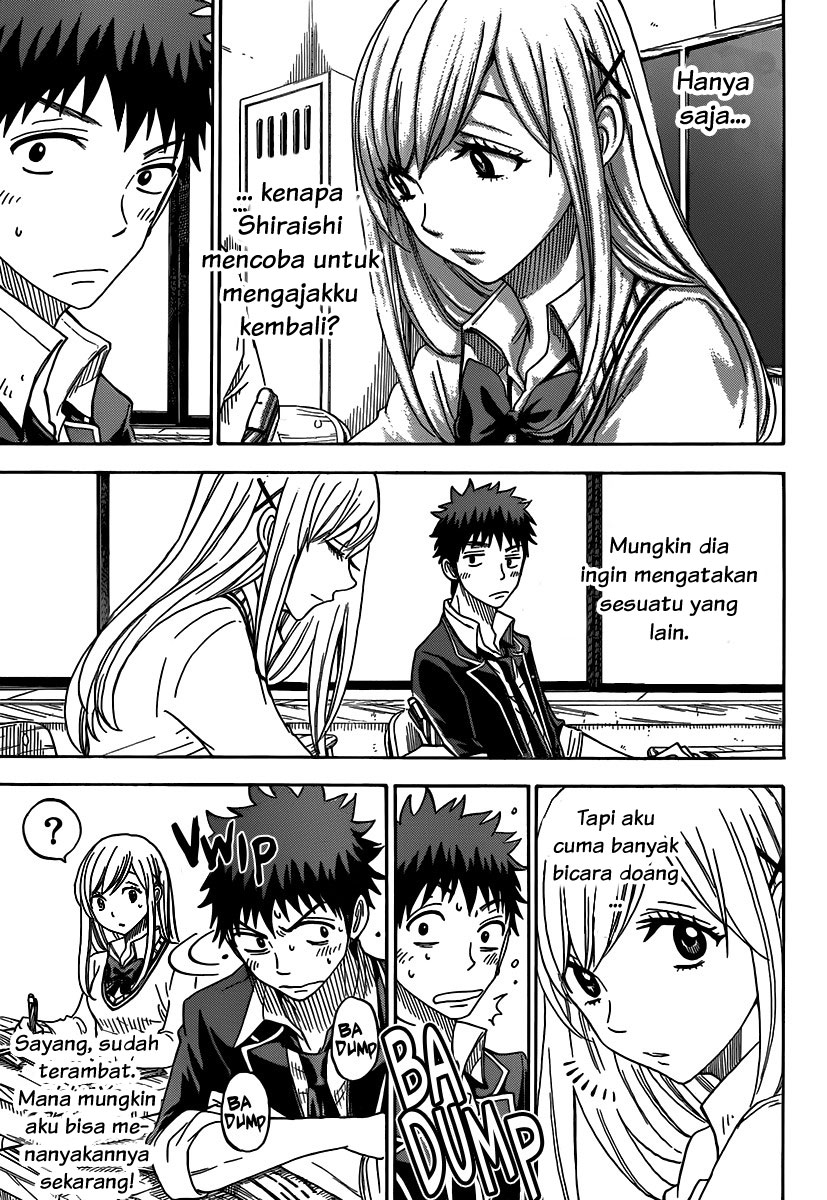 Hanya
saja...
... kenapa
Shiraishi
mencoba untuk
mengajakku
kembali?
Mungkin dia
ingin mengatakan
sesuatu yang
lain.
Tapi aku
cuma banyak
bicara doang
...
BA
DUMP
VWIP
BA
DUMP
BA
DUMP
?
Sayang, sudah
terambat.
Mana mungkin
aku bisa me-
nanyakannya
sekarang!